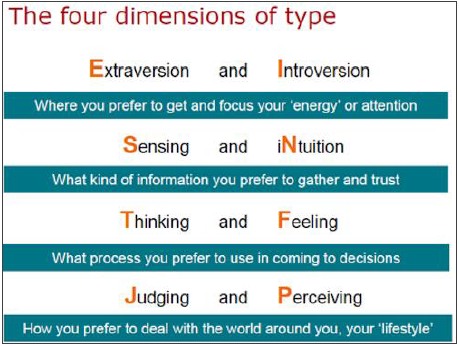 The four dimensions of type
Extraversion and Introversion
Where you prefer to get and focus your 'energy' or attention
Sensing and iNtuition
What kind of information you prefer to gather and trust
Thinking and Feeling
What process you prefer to use in coming to decisions
Judging and Perceiving
How you prefer to deal with the world around you, your 'lifestyle'